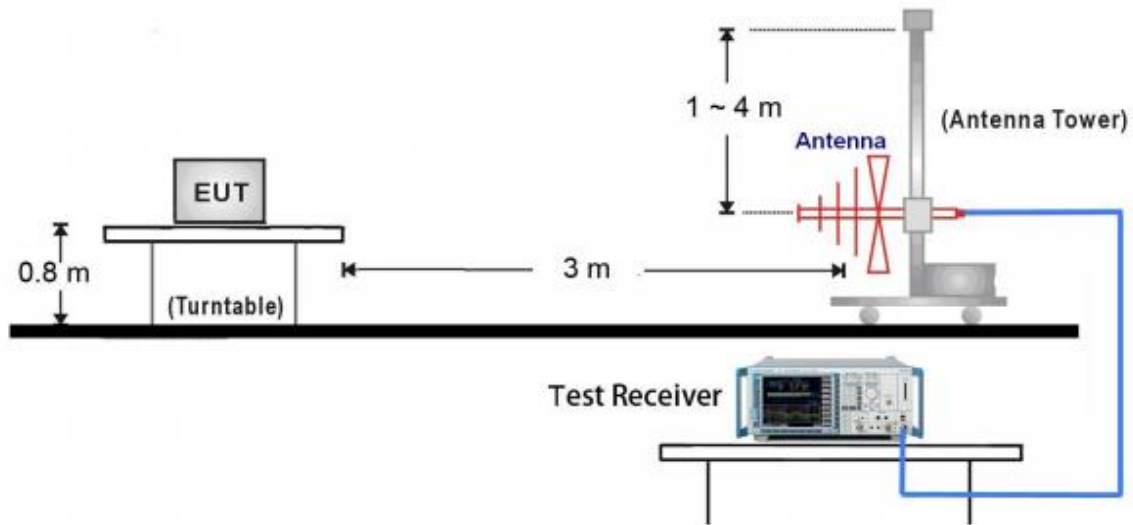 1 ~ 4 m
(Antenna Tower)
Antenna
EUT
0.8 m
3 m
(Turntable)
Test Receiver